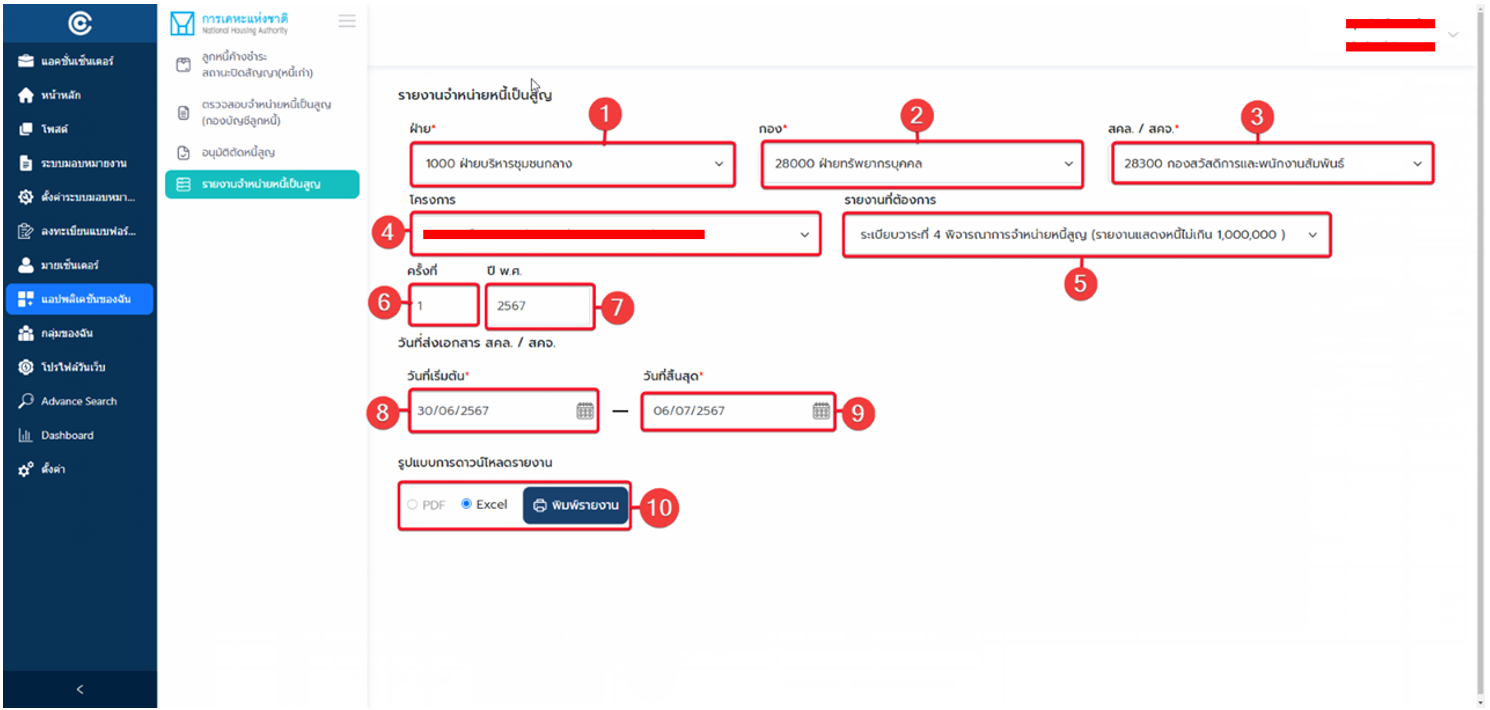 แอคชั่นเซ็นเตอร์
หน้าหลัก
โพสต์
ระบบมอบหมายงาน
ตั้งค่าระบบมอบหมา...
ลงทะเบียนแบบฟอร์...
มายเซ็นเตอร์
แอปพลิเคชันของฉัน
กลุ่มของฉัน
โปรไฟล์วันเว็บ
Advance Search
Dashboard
ตั้งค่า
การเคหะแห่งชาติ
National Housing Authority
ลูกหนี้ค้างชำระ
สถานะปิดสัญญา(หนี้เก่า)
ตรวจสอบจำหน่ายหนี้เป็นสูญ
(กองบัญชีลูกหนี้)
อนุมัติตัดหนี้สูญ
รายงานจำหน่ายหนี้เป็นสูญ
รายงานจำหน่ายหนี้เป็นสูญ
1 2 3
ฝ่าย* กอง* สคล. / สคจ.*
1000 ฝ่ายบริหารชุมชนกลาง 28000 ฝ่ายทรัพยากรบุคคล 28300 กองสวัสดิการและพนักงานสัมพันธ์
โครงการ รายงานที่ต้องการ
4 ระเบียบวาระที่ 4 พิจารณาการจำหน่ายหนี้สูญ (รายงานแสดงหนี้ไม่เกิน 1,000,000 )
5
ครั้งที่ ปี พ.ศ.
6 1 2567 7
วันที่ส่งเอกสาร สคล. / สคจ.
วันที่เริ่มต้น* วันที่สิ้นสุด*
8 30/06/2567 — 06/07/2567 9
รูปแบบการดาวน์โหลดรายงาน
PDF Excel พิมพ์รายงาน 10